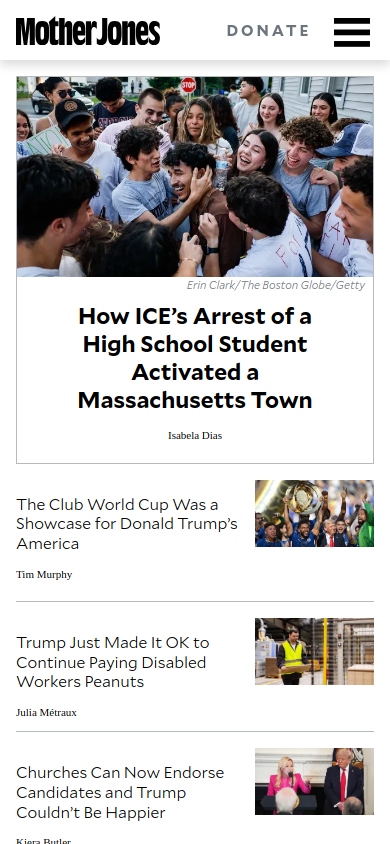 Mother Jones
DONATE
STOP
Erin Clark/The Boston Globe/Getty
How ICE's Arrest of a
High School Student
Activated a
Massachusetts Town
Isabela Dias
The Club World Cup Was a
Showcase for Donald Trump's
America
Tim Murphy
Trump Just Made It OK to
Continue Paying Disabled
Workers Peanuts
Julia Métraux
Churches Can Now Endorse
Candidates and Trump
Couldn't Be Happier
Kiera Butler